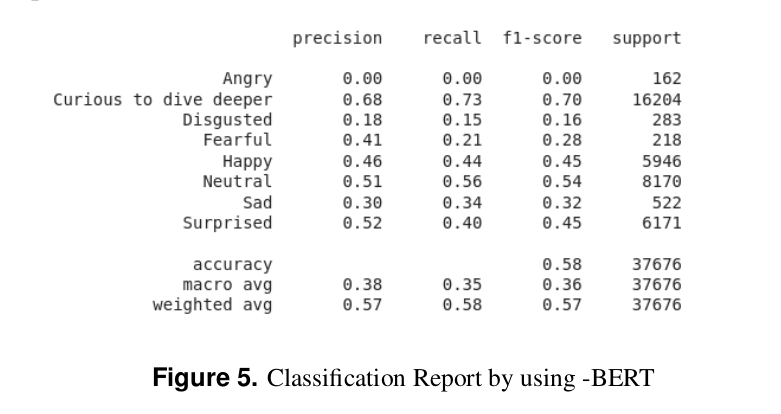 precision recall f1-score support
Angry 0.00 0.00 0.00 162
Curious to dive deeper 0.68 0.73 0.70 16204
Disgusted 0.18 0.15 0.16 283
Fearful 0.41 0.21 0.28 218
Happy 0.46 0.44 0.45 5946
Neutral 0.51 0.56 0.54 8170
Sad 0.30 0.34 0.32 522
Surprised 0.52 0.40 0.45 6171
accuracy 0.58 37676
macro avg 0.38 0.35 0.36 37676
weighted avg 0.57 0.58 0.57 37676
Figure 5. Classification Report by using -BERT